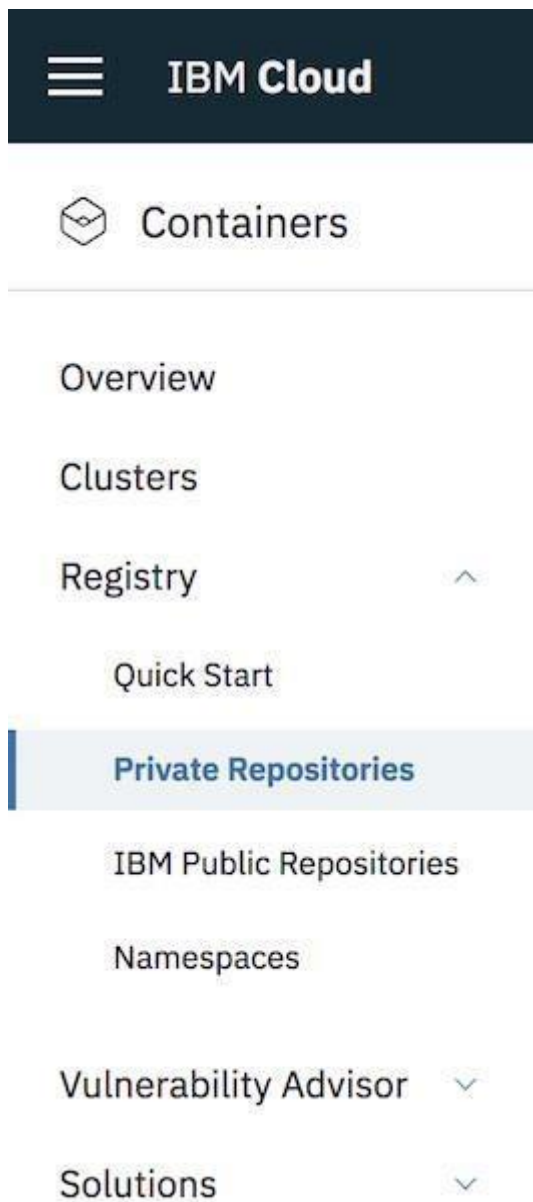 IBM Cloud
Containers
Overview
Clusters
Registry
Quick Start
Private Repositories
IBM Public Repositories
Namespaces
Vulnerability Advisor
Solutions